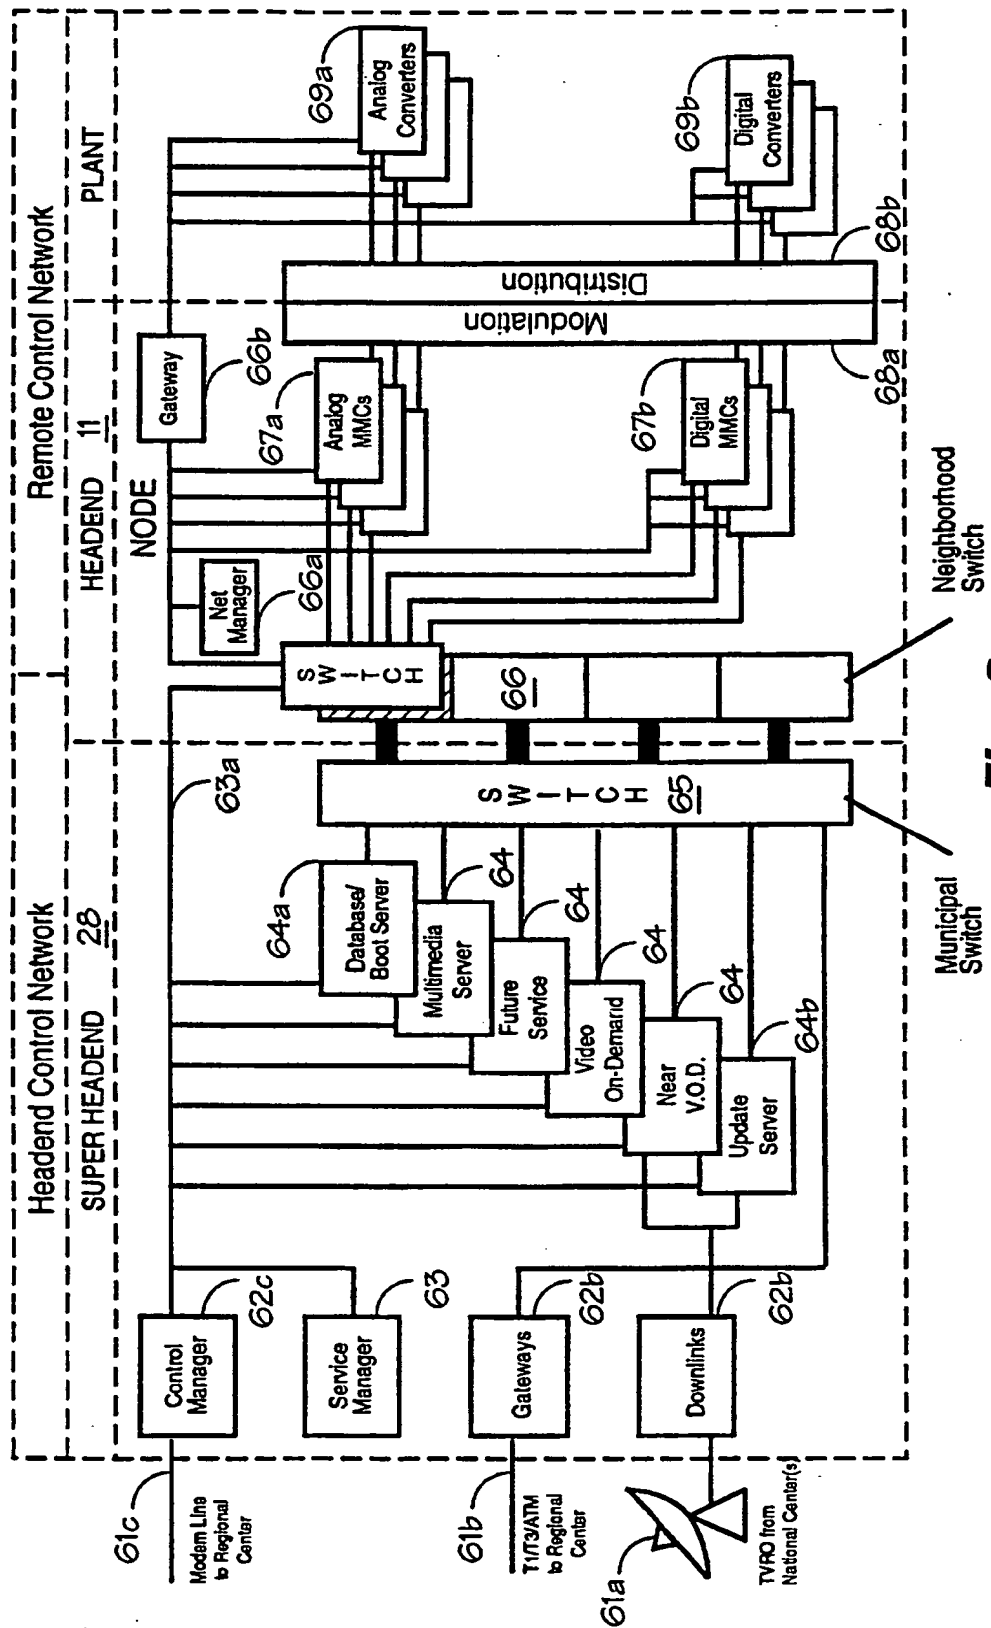 Headend Control Network
Remote Control Network
SUPER HEADEND
28
HEADEND
11
PLANT
NODE
61c
Modem Line
to Regional
Center
61b
T1/T3/ATM
to Regional
Center
61a
TVRO from
National Center(s)
Control
Manager
62c
Service
Manager
63
Gateways
62b
Downlinks
62b
63a
64a
Database/
Boot Server
Multimedia
Server
64
Future
Service
64
Video
On-Demand
64
Near
V.O.D.
64
Update
Server
64b
SWITCH
65
Municipal
Switch
SWITCH
66
Neighborhood
Switch
Net
Manager
66a
Gateway
66b
67a
Analog
MMCs
67b
Digital
MMCs
Modulation
68a
Distribution
68b
69a
Analog
Converters
69b
Digital
Converters